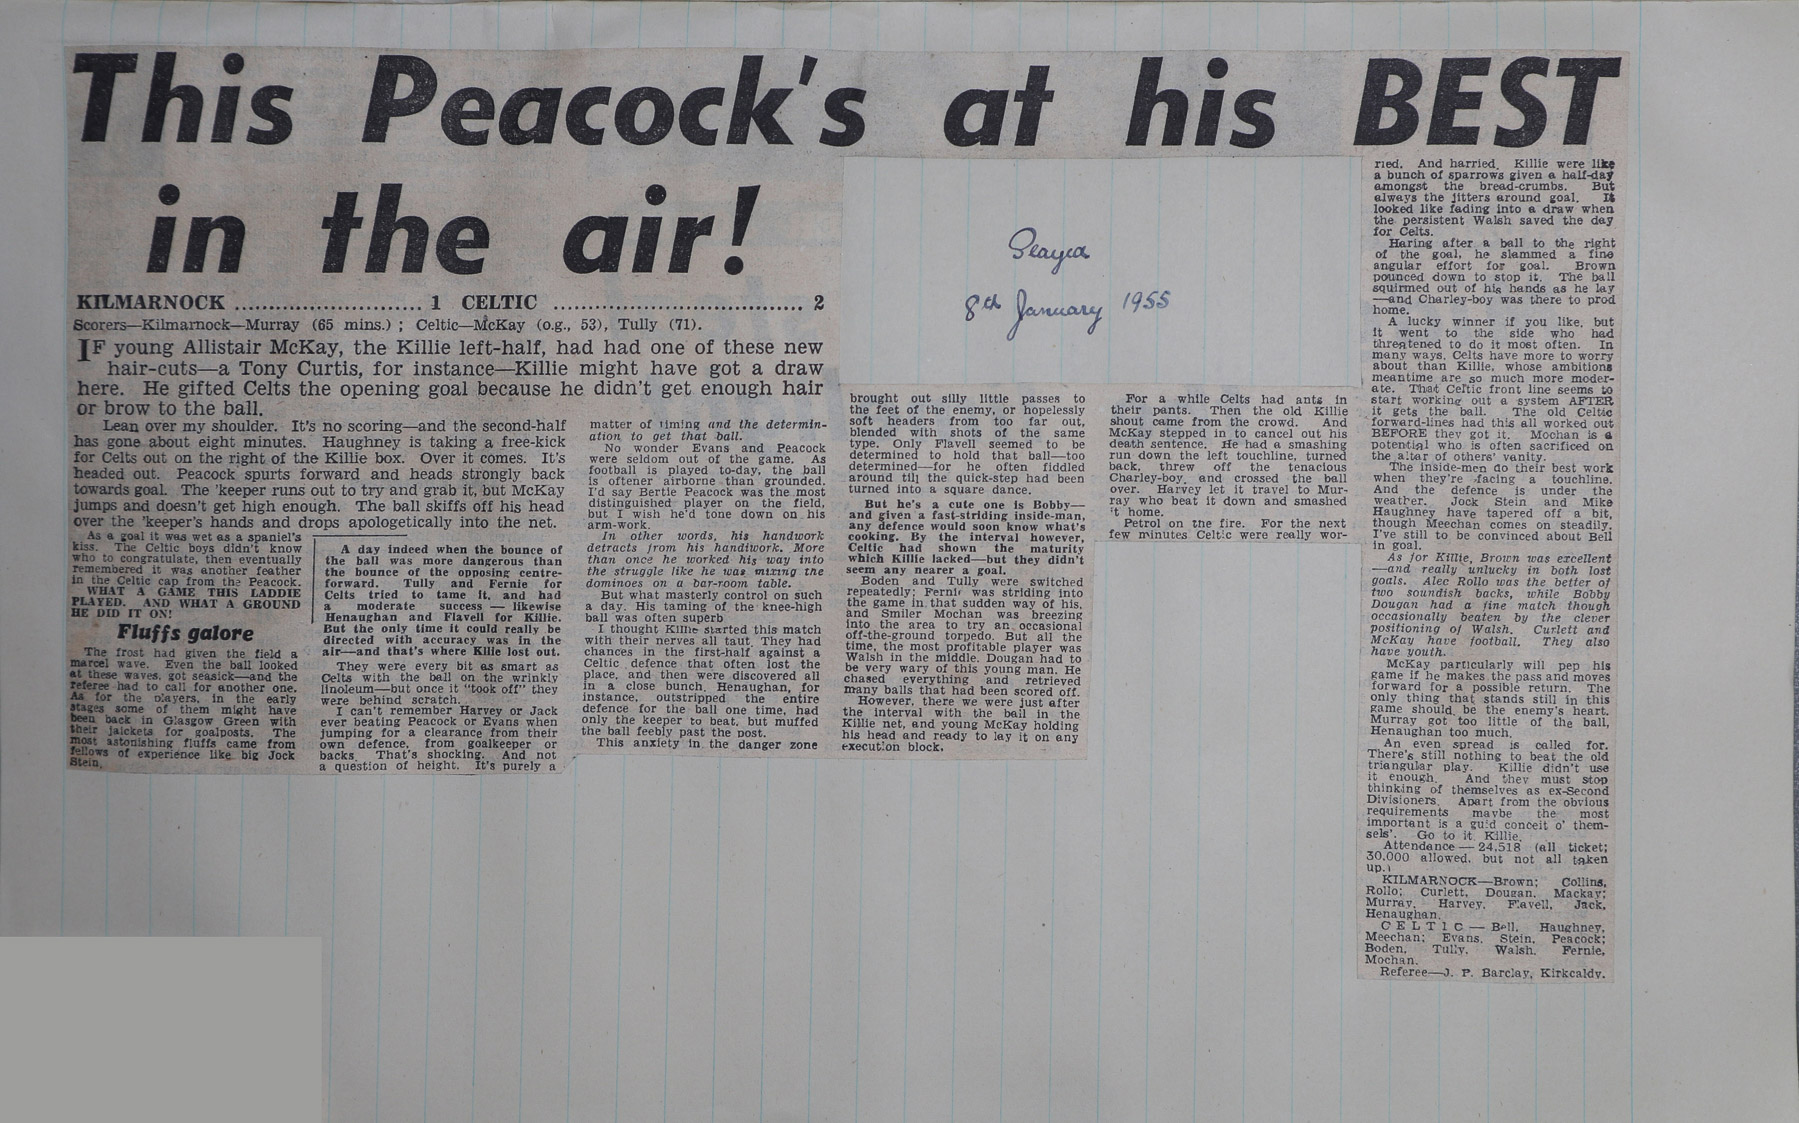 This Peacock's at his BEST
in the air!
Played
8th January 1955
KILMARNOCK ........................... 1 CELTIC ....................................... 2
Scorers—Kilmarnock—Murray (65 mins.) ; Celtic—McKay (o.g., 53), Tully (71).
IF young Allistair McKay, the Killie left-half, had had one of these new
hair-cuts—a Tony Curtis, for instance—Killie might have got a draw
here. He gifted Celts the opening goal because he didn't get enough hair
or brow to the ball.
Lean over my shoulder. It's no scoring—and the second-half
has gone about eight minutes. Haughney is taking a free-kick
for Celts out on the right of the Killie box. Over it comes. It's
headed out. Peacock spurts forward and heads strongly back
towards goal. The 'keeper runs out to try and grab it, but McKay
jumps and doesn't get high enough. The ball skiffs off his head
over the 'keeper's hands and drops apologetically into the net.
As a goal it was wet as a spaniel's
kiss. The Celtic boys didn't know
who to congratulate, then eventually
remembered it was another feather
in the Celtic cap from the Peacock.
WHAT A GAME THIS LADDIE
PLAYED. AND WHAT A GROUND
HE DID IT ON!
Fluffs galore
The frost had given the field a
marcel wave. Even the ball looked
at these waves, got seasick—and the
referee had to call for another one.
As for the players, in the early
stages some of them might have
been back in Glasgow Green with
their jackets for goalposts. The
most astonishing fluffs came from
fellows of experience like big Jock
Stein.
A day indeed when the bounce of
the ball was more dangerous than
the bounce of the opposing centre-
forward. Tully and Fernie for
Celts tried to tame it, and had
a moderate success — likewise
Henaughan and Flavell for Killie.
But the only time it could really be
directed with accuracy was in the
air—and that's where Kilie lost out.
They were every bit as smart as
Celts with the ball on the wrinkly
linoleum—but once it "took off" they
were behind scratch.
I can't remember Harvey or Jack
ever beating Peacock or Evans when
jumping for a clearance from their
own defence, from goalkeeper or
backs. That's shocking. And not
a question of height. It's purely a
matter of timing and the determin-
ation to get that ball.
No wonder Evans and Peacock
were seldom out of the game. As
football is played to-day, the ball
is oftener airborne than grounded.
I'd say Bertie Peacock was the most
distinguished player on the field,
but I wish he'd tone down on his
arm-work.
In other words, his handwork
detracts from his handiwork. More
than once he worked his way into
the struggle like he was mixing the
dominoes on a bar-room table.
But what masterly control on such
a day. His taming of the knee-high
ball was often superb
I thought Killie started this match
with their nerves all taut. They had
chances in the first-half against a
Celtic defence that often lost the
place, and then were discovered all
in a close bunch. Henaughan, for
instance, outstripped the entire
defence for the ball one time, had
only the keeper to beat, but muffed
the ball feebly past the post.
This anxiety in the danger zone
brought out silly little passes to
the feet of the enemy, or hopelessly
soft headers from too far out,
blended with shots of the same
type. Only Flavell seemed to be
determined to hold that ball—too
determined—for he often fiddled
around till the quick-step had been
turned into a square dance.
But he's a cute one is Bobby—
and given a fast-striding inside-man,
any defence would soon know what's
cooking. By the interval however,
Celtic had shown the maturity
which Killie lacked—but they didn't
seem any nearer a goal.
Boden and Tully were switched
repeatedly; Fernie was striding into
the game in that sudden way of his,
and Smiler Mochan was breezing
into the area to try an occasional
off-the-ground torpedo. But all the
time, the most profitable player was
Walsh in the middle. Dougan had to
be very wary of this young man. He
chased everything and retrieved
many balls that had been scored off.
However, there we were just after
the interval with the ball in the
Killie net, and young McKay holding
his head and ready to lay it on any
execution block.
For a while Celts had ants in
their pants. Then the old Killie
shout came from the crowd. And
McKay stepped in to cancel out his
death sentence. He had a smashing
run down the left touchline, turned
back, threw off the tenacious
Charley-boy, and crossed the ball
over. Harvey let it travel to Mur-
ray who beat it down and smashed
it home.
Petrol on the fire. For the next
few minutes Celtic were really wor-
ried. And harried. Killie were like
a bunch of sparrows given a half-day
amongst the bread-crumbs. But
always the jitters around goal. It
looked like fading into a draw when
the persistent Walsh saved the day
for Celts.
Haring after a ball to the right
of the goal, he slammed a fine
angular effort for goal. Brown
pounced down to stop it. The ball
squirmed out of his hands as he lay
—and Charley-boy was there to prod
home.
A lucky winner if you like, but
it went to the side who had
threatened to do it most often. In
many ways, Celts have more to worry
about than Killie, whose ambitions
meantime are so much more moder-
ate. That Celtic front line seems to
start working out a system AFTER
it gets the ball. The old Celtic
forward-lines had this all worked out
BEFORE they got it. Mochan is a
potential who is often sacrificed on
the altar of others' vanity.
The inside-men do their best work
when they're facing a touchline.
And the defence is under the
weather. Jock Stein and Mike
Haughney have tapered off a bit,
though Meechan comes on steadily.
I've still to be convinced about Bell
in goal.
As for Killie, Brown was excellent
—and really unlucky in both lost
goals. Alec Rollo was the better of
two soundish backs, while Bobby
Dougan had a fine match though
occasionally beaten by the clever
positioning of Walsh. Curlett and
McKay have football. They also
have youth.
McKay particularly will pep his
game if he makes the pass and moves
forward for a possible return. The
only thing that stands still in this
game should be the enemy's heart.
Murray got too little of the ball,
Henaughan too much.
An even spread is called for.
There's still nothing to beat the old
triangular play. Killie didn't use
it enough. And they must stop
thinking of themselves as ex-Second
Divisioners. Apart from the obvious
requirements maybe the most
important is a guid conceit o' them-
sels'. Go to it Killie.
Attendance — 24,518 (all ticket;
30,000 allowed, but not all taken
up.)
KILMARNOCK—Brown; Collins,
Rollo; Curlett, Dougan, Mackay;
Murray, Harvey, Flavell, Jack,
Henaughan.
CELTIC — Bell, Haughney,
Meechan; Evans, Stein, Peacock;
Boden, Tully, Walsh, Fernie,
Mochan.
Referee—J. P. Barclay, Kirkcaldy.